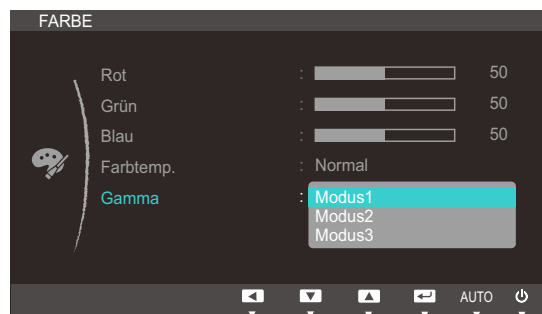 FARBE
Rot : 50
Grün : 50
Blau : 50
Farbtemp. : Normal
Gamma : Modus1
Modus2
Modus3
AUTO